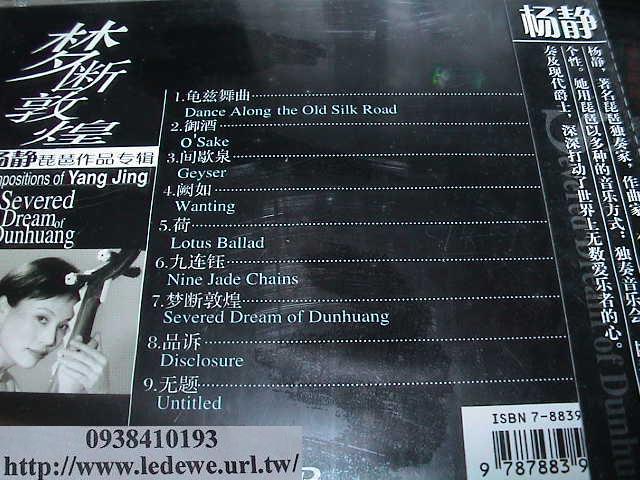 梦断敦煌
杨静琵琶作品专辑
positions of Yang Jing
Severed
Dream of
Dunhuang
1.龟兹舞曲
Dance Along the Old Silk Road
2.御酒
O'Sake
3.间歇泉
Geyser
4.阙如
Wanting
5.荷
Lotus Ballad
6.九连钰
Nine Jade Chains
7.梦断敦煌
Severed Dream of Dunhuang
8.品诉
Disclosure
9.无题
Untitled
杨静
杨静，著名琵琶独奏家，作曲家
个性。她用琵琶以多种的音乐方式：独奏音乐会
奏及现代爵士，深深打动了世界上无数爱乐者的心。
Dream of Dunhu
ISBN 7-8839
9 787883 9
0938410193
http://www.ledewe.url.tw/